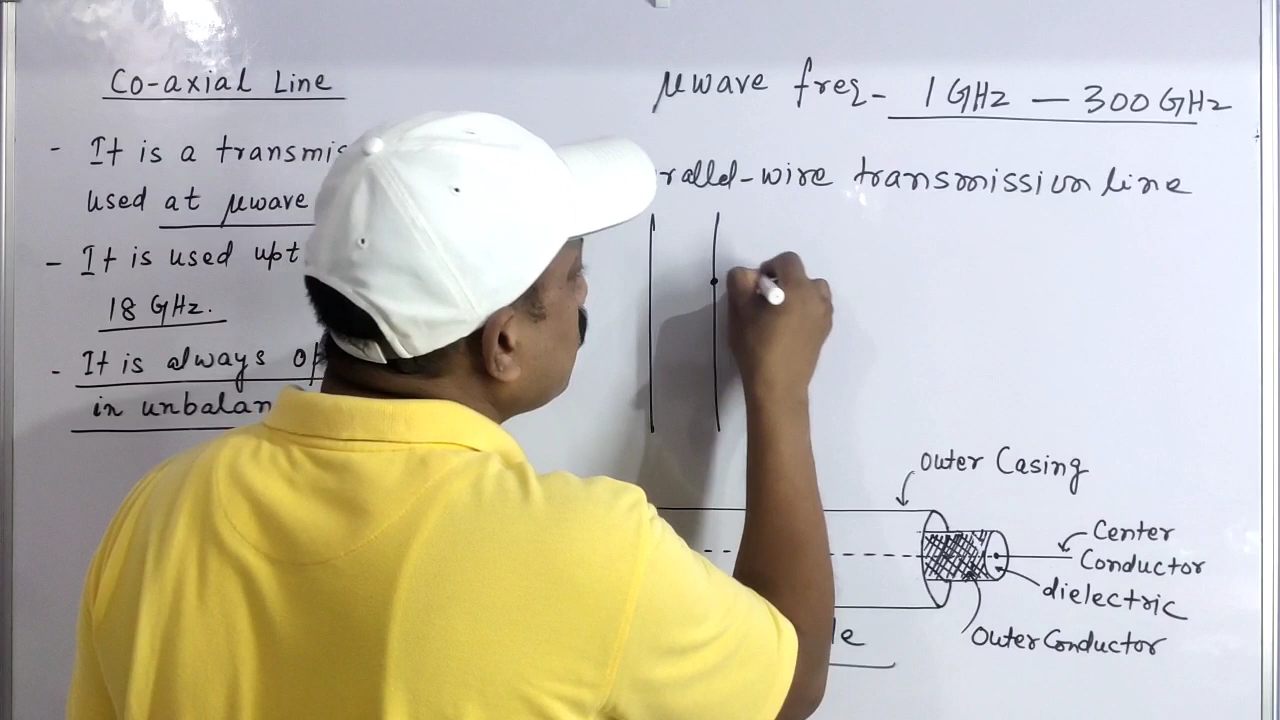 Co-axial Line
- It is a transmis
used at μwave
- It is used upt
18 GHz.
- It is always op
in unbalan
μwave freq- 1 GHz — 300 GHz
rallel-wire transmission line
outer Casing
Center
Conductor
dielectric
Outer Conductor
le